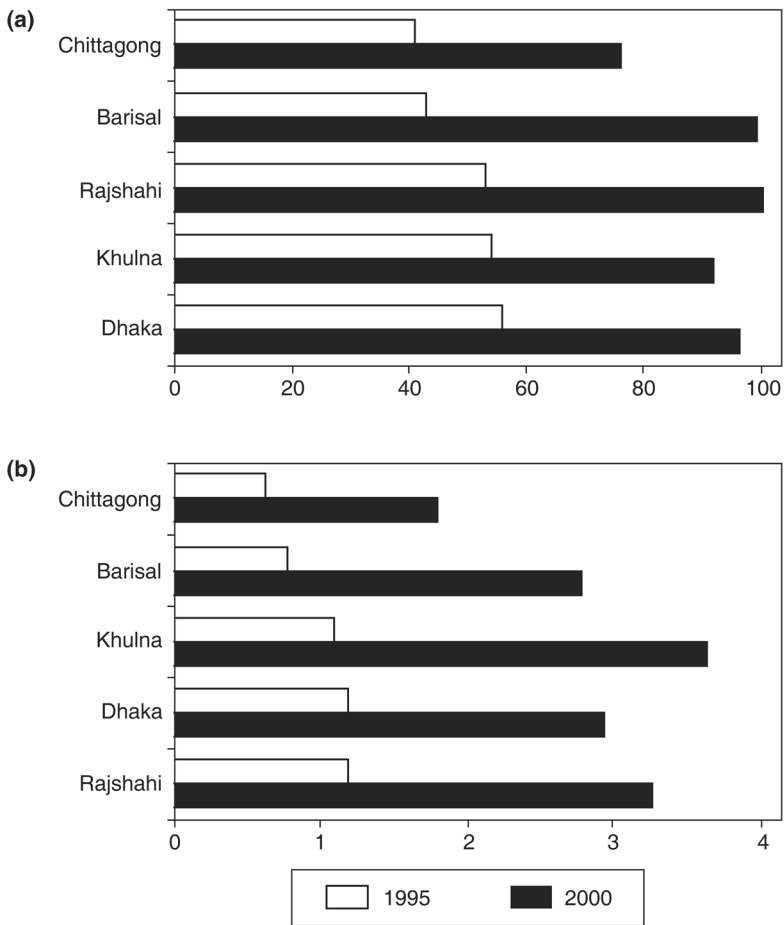 (a)
Chittagong
Barisal
Rajshahi
Khulna
Dhaka
0 20 40 60 80 100
(b)
Chittagong
Barisal
Khulna
Dhaka
Rajshahi
0 1 2 3 4
1995 2000